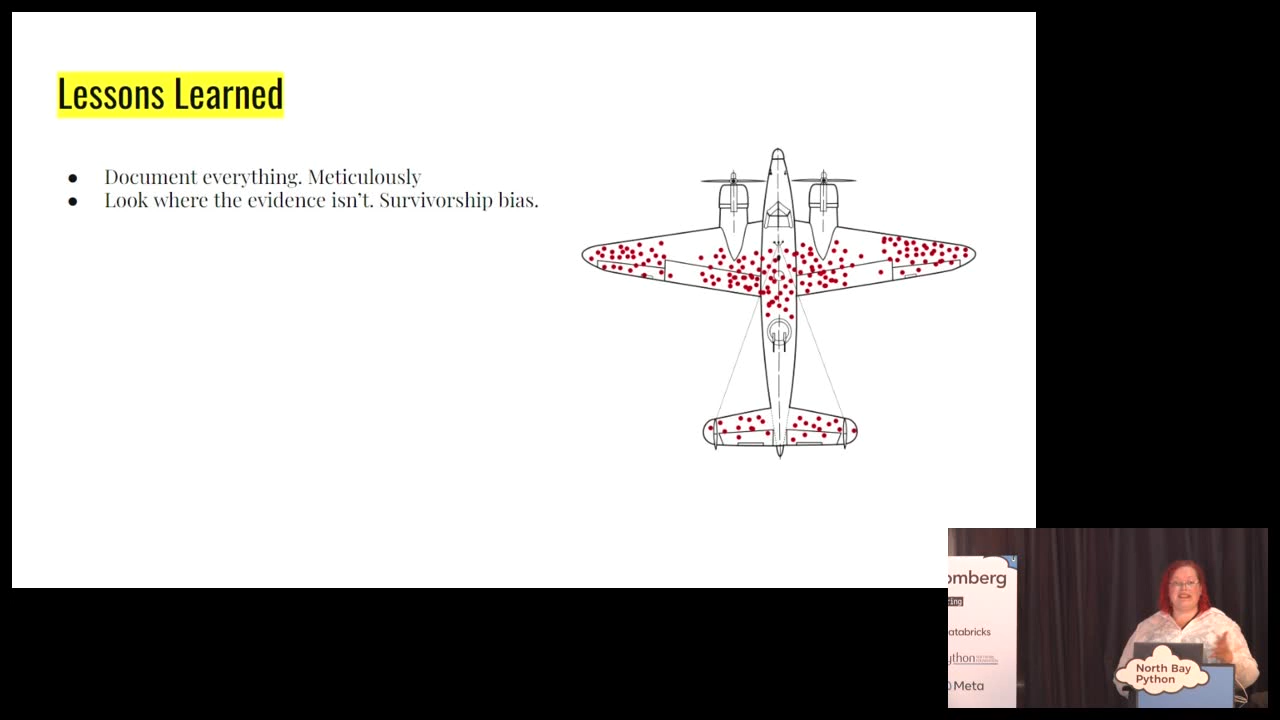 Lessons Learned
● Document everything. Meticulously
● Look where the evidence isn't. Survivorship bias.
omberg
ring
atabricks
ython
Meta
North Bay
Python